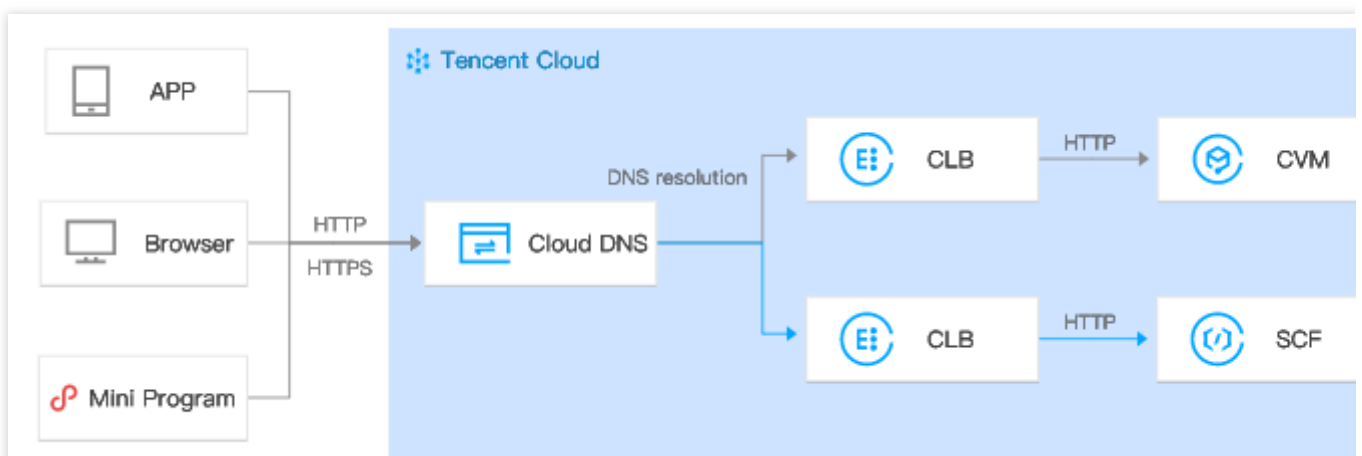 Tencent Cloud
APP
DNS resolution
CLB
HTTP
CVM
Browser
HTTP
HTTPS
Cloud DNS
CLB
HTTP
SCF
Mini Program